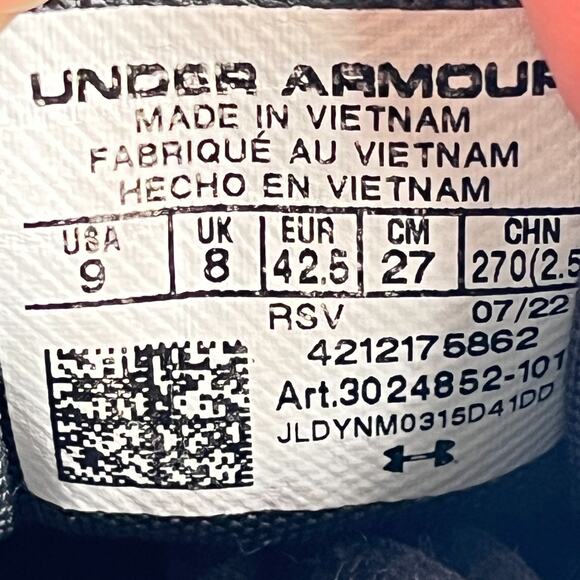 UNDER ARMOUR
MADE IN VIETNAM
FABRIQUÉ AU VIETNAM
HECHO EN VIETNAM
USA UK EUR CM CHN
9 8 42.5 27 270(2.5
RSV 07/22
4212175862
Art.3024852-101
JLDYNM0315D41DD